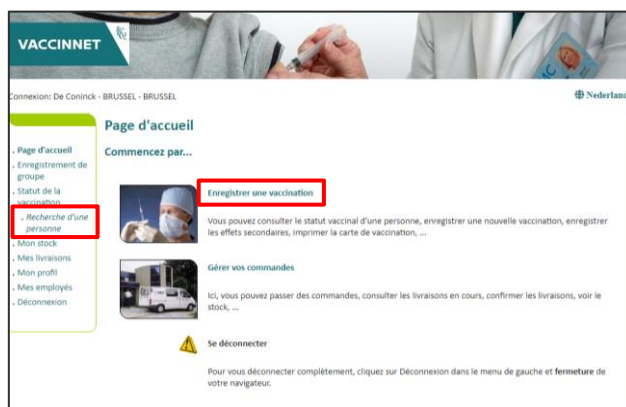 VACCINNET
Connexion: De Coninck - BRUSSEL - BRUSSEL
Nederland
Page d'accueil
. Page d'accueil
. Enregistrement de
groupe
. Statut de la
vaccination
. Recherche d'une
personne
. Mon stock
. Mes livraisons
. Mon profil
. Mes employés
. Déconnexion
Commencez par...
Enregistrer une vaccination
Vous pouvez consulter le statut vaccinal d'une personne, enregistrer une nouvelle vaccination, enregistrer
les effets secondaires, imprimer la carte de vaccination, ...
Gérer vos commandes
Ici, vous pouvez passer des commandes, consulter les livraisons en cours, confirmer les livraisons, voir le
stock, ...
Se déconnecter
Pour vous déconnecter complètement, cliquez sur Déconnexion dans le menu de gauche et fermeture de
votre navigateur.